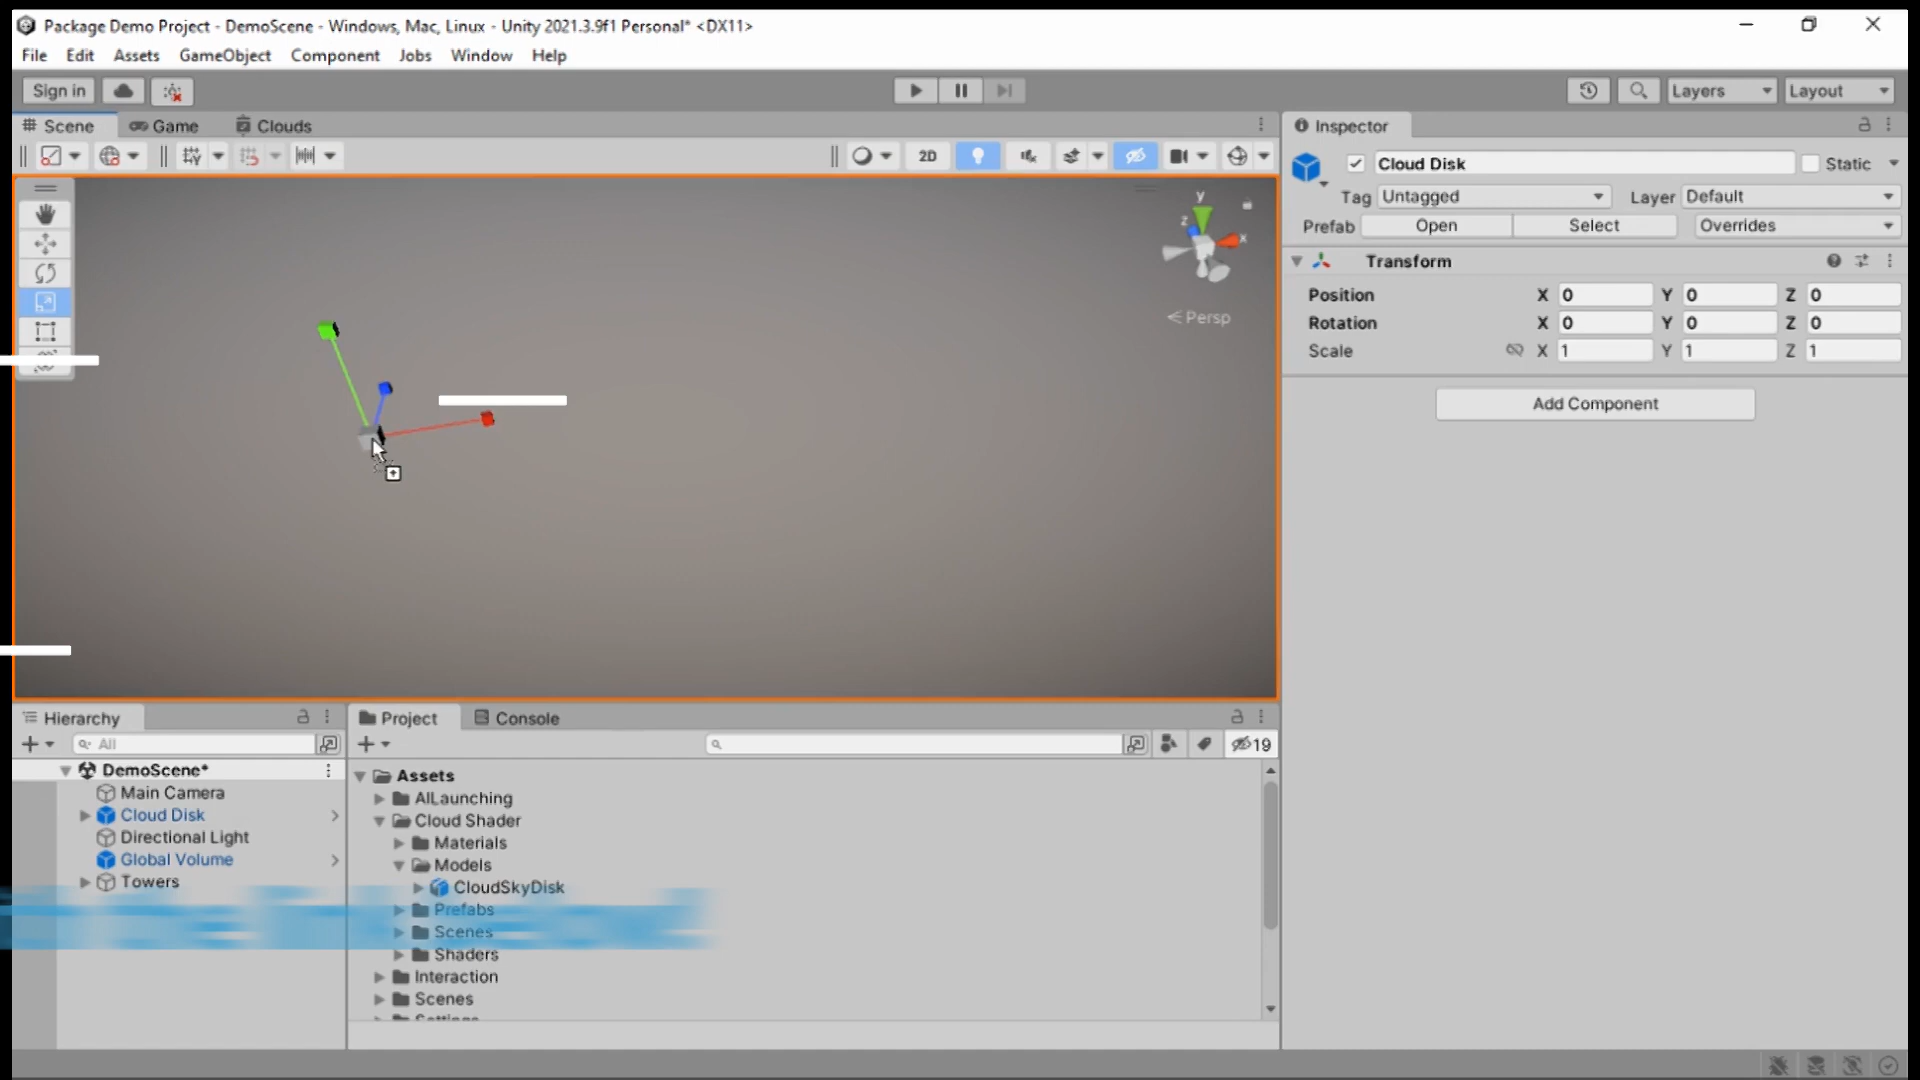 Package Demo Project - DemoScene - Windows, Mac, Linux - Unity 2021.3.9f1 Personal* <DX11>
File Edit Assets GameObject Component Jobs Window Help
Sign in Layers Layout
Scene Game Clouds
2D
y
z
x
Persp
Inspector
Cloud Disk Static
Tag Untagged Layer Default
Prefab Open Select Overrides
Transform
Position X 0 Y 0 Z 0
Rotation X 0 Y 0 Z 0
Scale X 1 Y 1 Z 1
Add Component
Hierarchy
All
DemoScene*
Main Camera
Cloud Disk
Directional Light
Global Volume
Towers
Project Console
19
Assets
AILaunching
Cloud Shader
Materials
Models
CloudSkyDisk
Prefabs
Scenes
Shaders
Interaction
Scenes